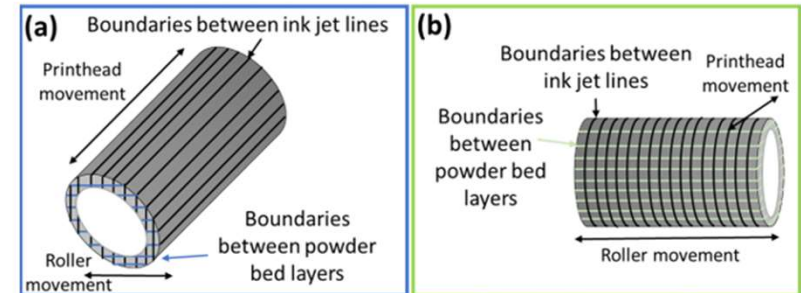 (a)
Boundaries between ink jet lines
Printhead
movement
Boundaries
between powder
bed layers
Roller
movement
(b)
Boundaries between
ink jet lines
Printhead
movement
Boundaries
between
powder bed
layers
Roller movement